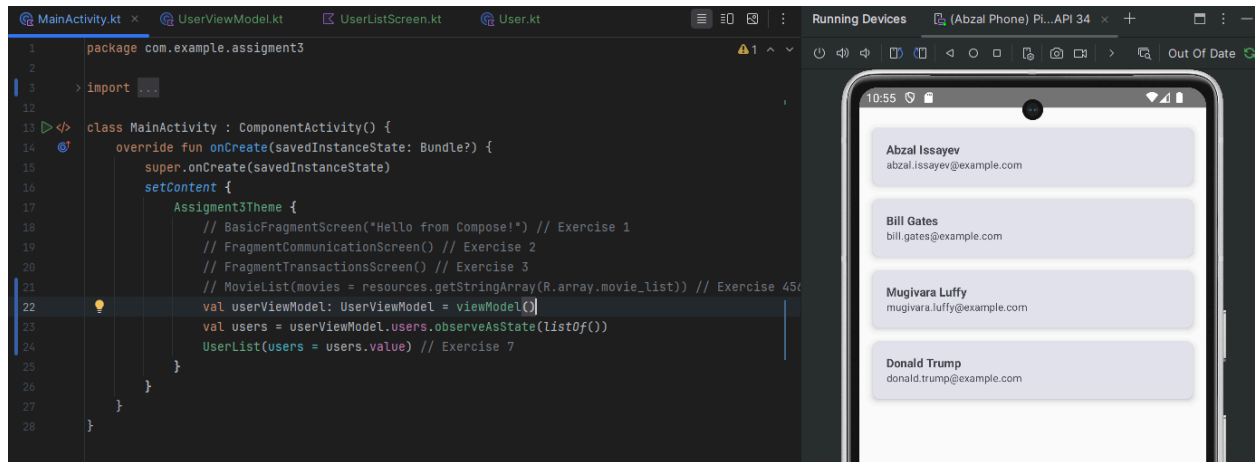 MainActivity.kt × UserViewModel.kt UserListScreen.kt User.kt
1 package com.example.assigment3
1
2
3 import ...
12
13 class MainActivity : ComponentActivity() {
14 override fun onCreate(savedInstanceState: Bundle?) {
15 super.onCreate(savedInstanceState)
16 setContent {
17 Assigment3Theme {
18 // BasicFragmentScreen("Hello from Compose!") // Exercise 1
19 // FragmentCommunicationScreen() // Exercise 2
20 // FragmentTransactionsScreen() // Exercise 3
21 // MovieList(movies = resources.getStringArray(R.array.movie_list)) // Exercise 456
22 val userViewModel: UserViewModel = viewModel()
23 val users = userViewModel.users.observeAsState(listOf())
24 UserList(users = users.value) // Exercise 7
25 }
26 }
27 }
28 }
Running Devices (Abzal Phone) Pi...API 34 ×
Out Of Date
10:55
Abzal Issayev
abzal.issayev@example.com
Bill Gates
bill.gates@example.com
Mugivara Luffy
mugivara.luffy@example.com
Donald Trump
donald.trump@example.com